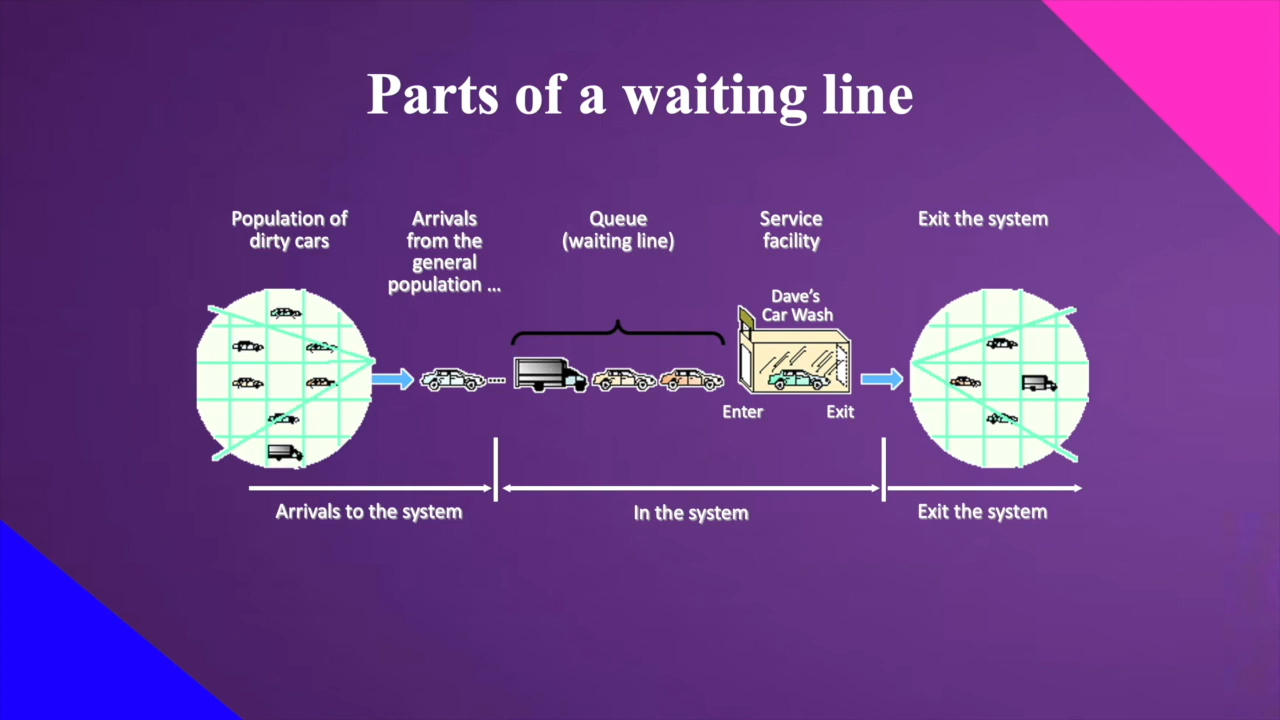 Parts of a waiting line
Population of
dirty cars
Arrivals
from the
general
population ...
Queue
(waiting line)
Service
facility
Exit the system
Dave's
Car Wash
Enter
Exit
Arrivals to the system
In the system
Exit the system